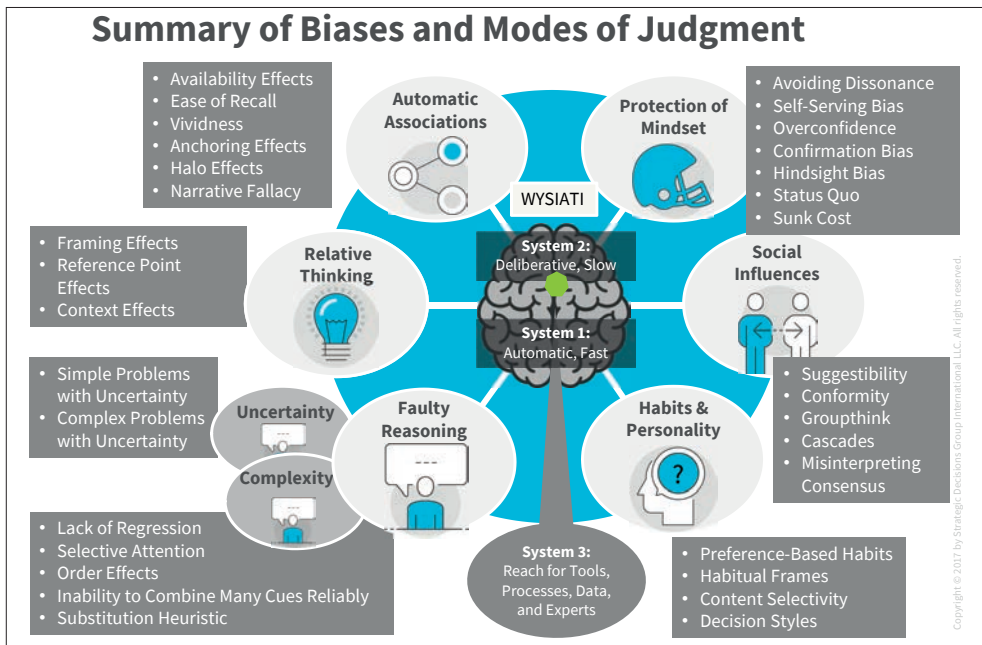 Summary of Biases and Modes of Judgment
• Availability Effects
• Ease of Recall
• Vividness
• Anchoring Effects
• Halo Effects
• Narrative Fallacy
Automatic
Associations
Protection of
Mindset
• Avoiding Dissonance
• Self-Serving Bias
• Overconfidence
• Confirmation Bias
• Hindsight Bias
• Status Quo
• Sunk Cost
WYSIATI
• Framing Effects
• Reference Point
Effects
• Context Effects
Relative
Thinking
System 2:
Deliberative, Slow
System 1:
Automatic, Fast
Social
Influences
• Suggestibility
• Conformity
• Groupthink
• Cascades
• Misinterpreting
Consensus
• Simple Problems
with Uncertainty
• Complex Problems
with Uncertainty
Uncertainty
Complexity
Faulty
Reasoning
Habits &
Personality
?
• Lack of Regression
• Selective Attention
• Order Effects
• Inability to Combine Many Cues Reliably
• Substitution Heuristic
System 3:
Reach for Tools,
Processes, Data,
and Experts
• Preference-Based Habits
• Habitual Frames
• Content Selectivity
• Decision Styles
Copyright © 2017 by Strategic Decisions Group International LLC. All rights reserved.